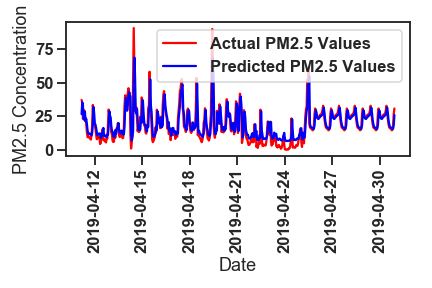 Actual PM2.5 Values
Predicted PM2.5 Values
PM2.5 Concentration
75
50
25
0
2019-04-12
2019-04-15
2019-04-18
2019-04-21
2019-04-24
2019-04-27
2019-04-30
Date